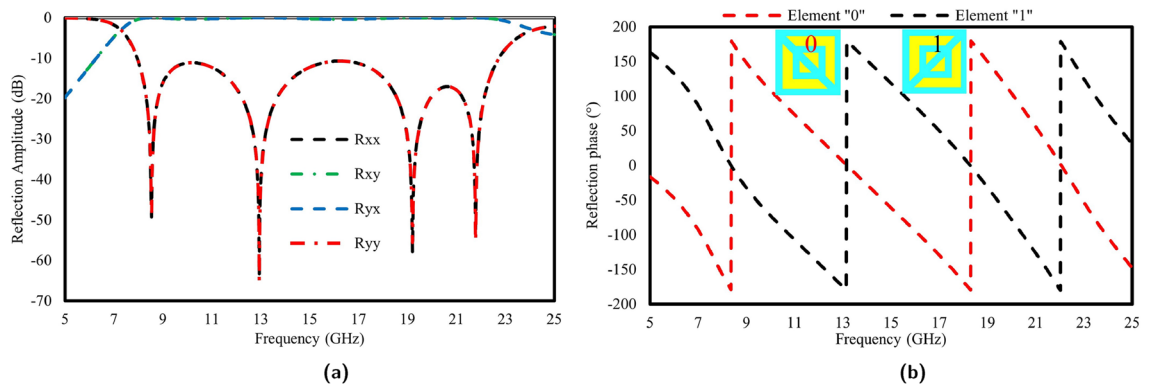 0
-10
-20
-30
-40
-50
-60
-70
Reflection Amplitude (dB)
Rxx
Rxy
Ryx
Ryy
5 7 9 11 13 15 17 19 21 23 25
Frequency (GHz)
(a)
Element "0" Element "1"
200
150
100
50
0
-50
-100
-150
-200
Reflection phase (°)
0 1
5 7 9 11 13 15 17 19 21 23 25
Frequency (GHz)
(b)